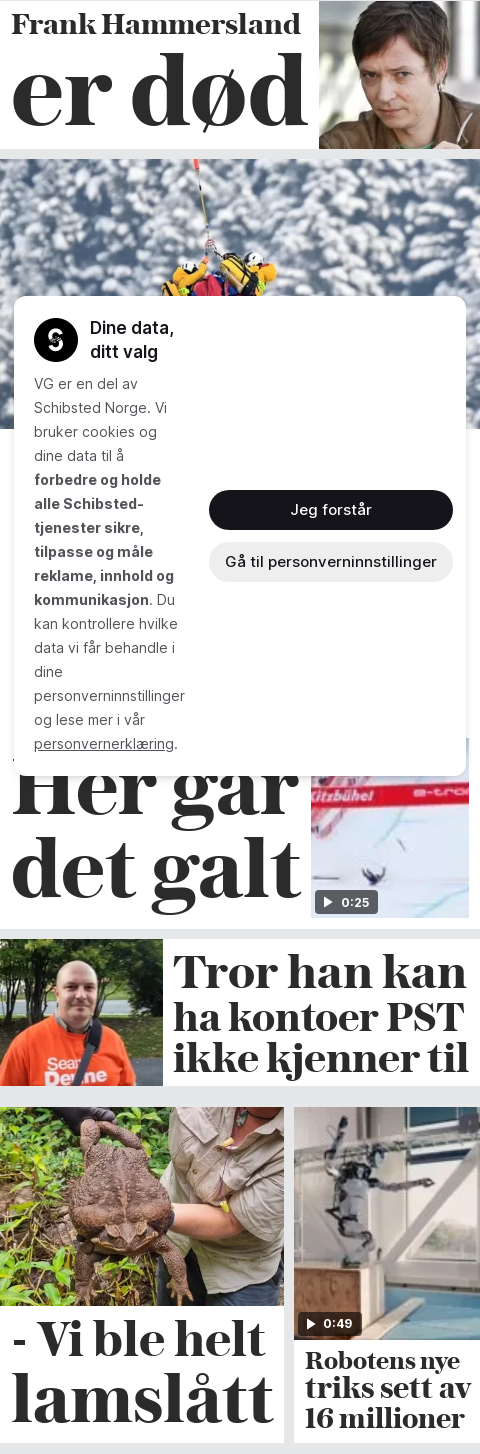 Frank Hammersland
er død
Dine data,
ditt valg
VG er en del av
Schibsted Norge. Vi
bruker cookies og
dine data til å
forbedre og holde
alle Schibsted-
tjenester sikre,
tilpasse og måle
reklame, innhold og
kommunikasjon. Du
kan kontrollere hvilke
data vi får behandle i
dine
personverninnstillinger
og lese mer i vår
personvernerklæring.
Jeg forstår
Gå til personverninnstillinger
Her går
det galt
Kitzbühel
e-tron
0:25
Tror han kan
ha kontoer PST
ikke kjenner til
- Vi ble helt
lamslått
0:49
Robotens nye
triks sett av
16 millioner